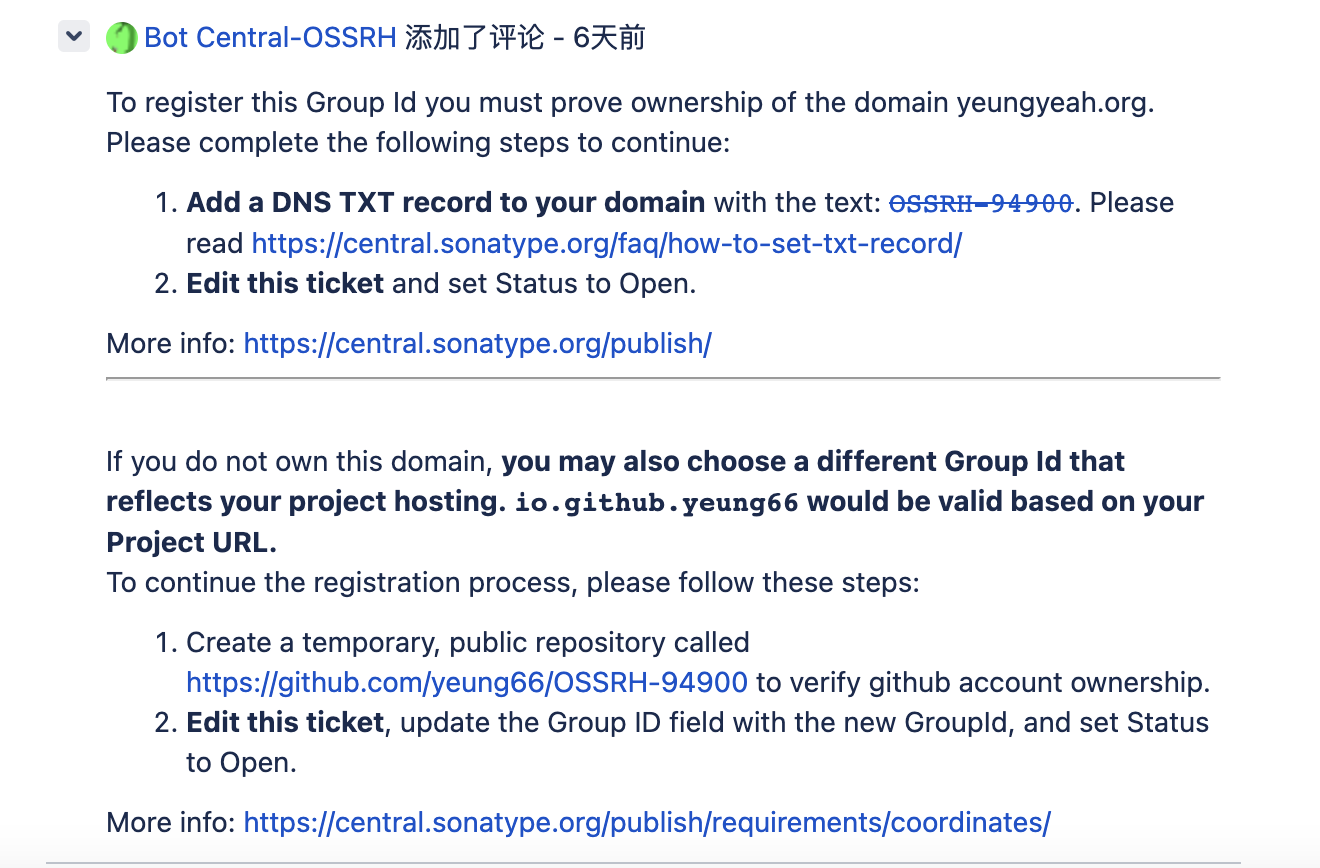 Bot Central-OSSRH 添加了评论 - 6天前
To register this Group Id you must prove ownership of the domain yeungyeah.org.
Please complete the following steps to continue:
1. Add a DNS TXT record to your domain with the text: OSSRH-94900. Please
read https://central.sonatype.org/faq/how-to-set-txt-record/
2. Edit this ticket and set Status to Open.
More info: https://central.sonatype.org/publish/
If you do not own this domain, you may also choose a different Group Id that
reflects your project hosting. io.github.yeung66 would be valid based on your
Project URL.
To continue the registration process, please follow these steps:
1. Create a temporary, public repository called
https://github.com/yeung66/OSSRH-94900 to verify github account ownership.
2. Edit this ticket, update the Group ID field with the new GroupId, and set Status
to Open.
More info: https://central.sonatype.org/publish/requirements/coordinates/